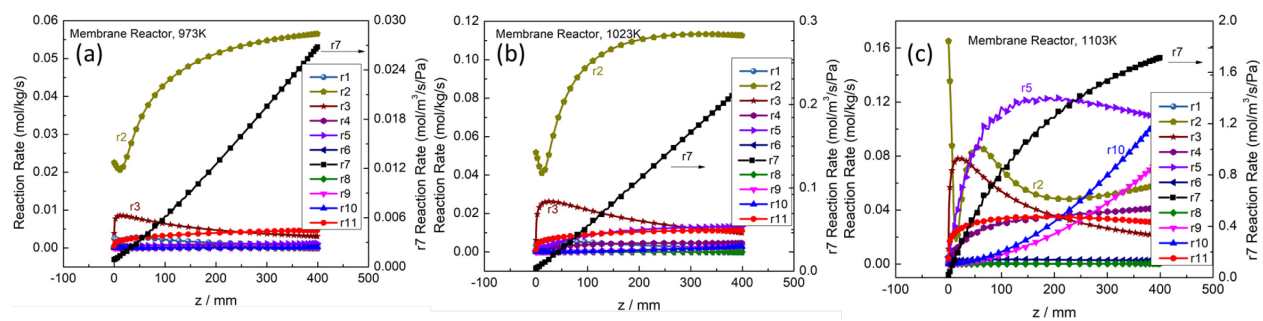 Membrane Reactor, 973K
(a)
Reaction Rate (mol/kg/s)
0.06
0.05
0.04
0.03
0.02
0.01
0.00
-100
0
100
200
300
400
500
z / mm
0.030
0.024
0.018
0.012
0.006
0.000
r7 Reaction Rate (mol/m³/s/Pa)
r7
r2
r3
r1
r2
r3
r4
r5
r6
r7
r8
r9
r10
r11
Membrane Reactor, 1023K
(b)
Reaction Rate (mol/kg/s)
0.12
0.10
0.08
0.06
0.04
0.02
0.00
-100
0
100
200
300
400
500
z / mm
0.3
0.2
0.1
0.0
r7 Reaction Rate (mol/m³/s/Pa)
r2
r7
r3
r1
r2
r3
r4
r5
r6
r7
r8
r9
r10
r11
Membrane Reactor, 1103K
(c)
Reaction Rate (mol/kg/s)
0.16
0.12
0.08
0.04
0.00
-100
0
100
200
300
400
500
z / mm
2.0
1.6
1.2
0.8
0.4
0.0
r7 Reaction Rate (mol/m³/s/Pa)
r7
r5
r10
r2
r1
r2
r3
r4
r5
r6
r7
r8
r9
r10
r11